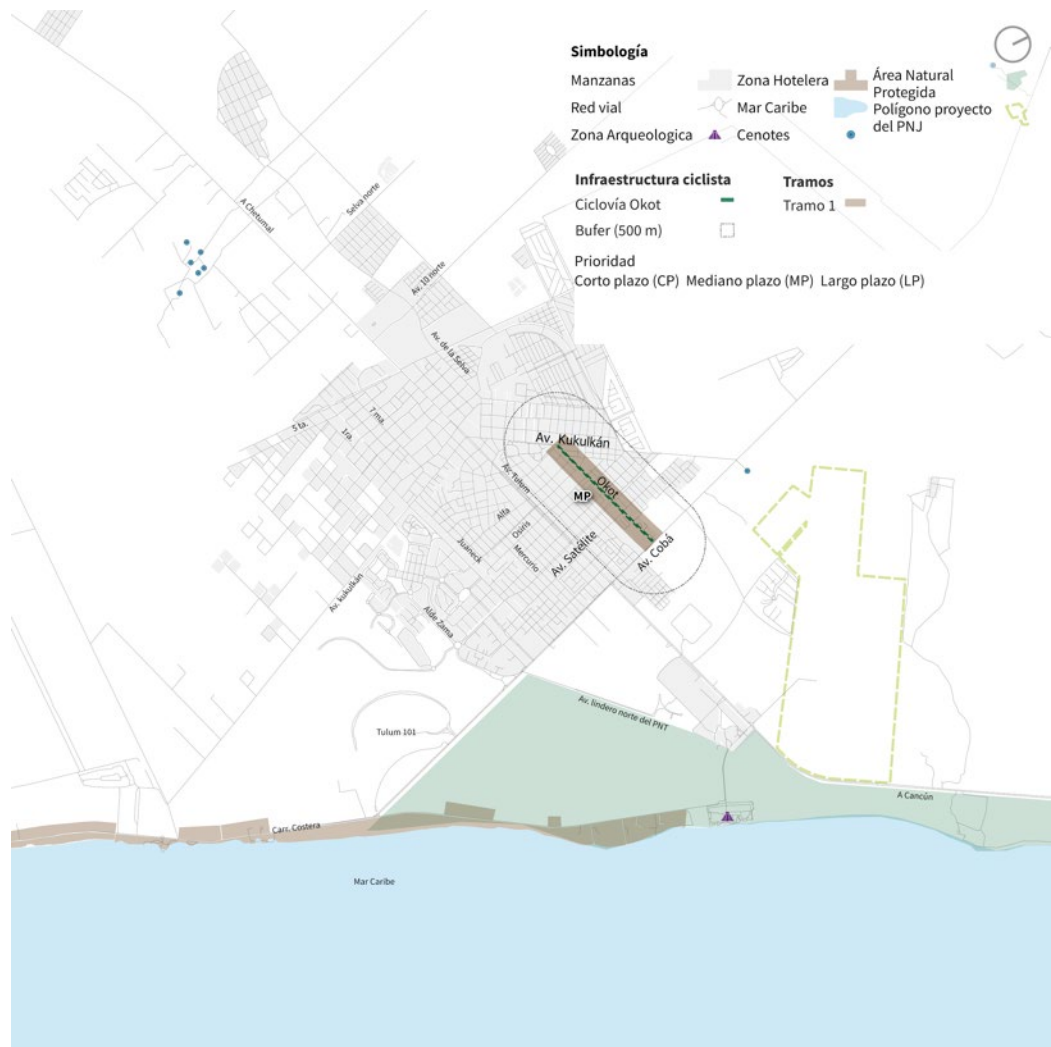 Simbología
Manzanas
Zona Hotelera
Área Natural
Protegida
Red vial
Mar Caribe
Polígono proyecto
del PNJ
Zona Arqueologica
Cenotes
Infraestructura ciclista
Tramos
Ciclovía Okot
Tramo 1
Bufer (500 m)
Prioridad
Corto plazo (CP) Mediano plazo (MP) Largo plazo (LP)
A Chetumal
Selva norte
Av. 10 norte
Av. de la Selva
7 ma.
5 ta.
1ra.
Av. Kukulkán
Av. Tulum
Okot
MP
Alfa
Osiris
Juaneck
Mercurio
Av. Satélite
Av. Cobá
Av. kukulkán
Alde Zama
Av. lindero norte del PNT
Tulum 101
A Cancún
Carr. Costera
Mar Caribe